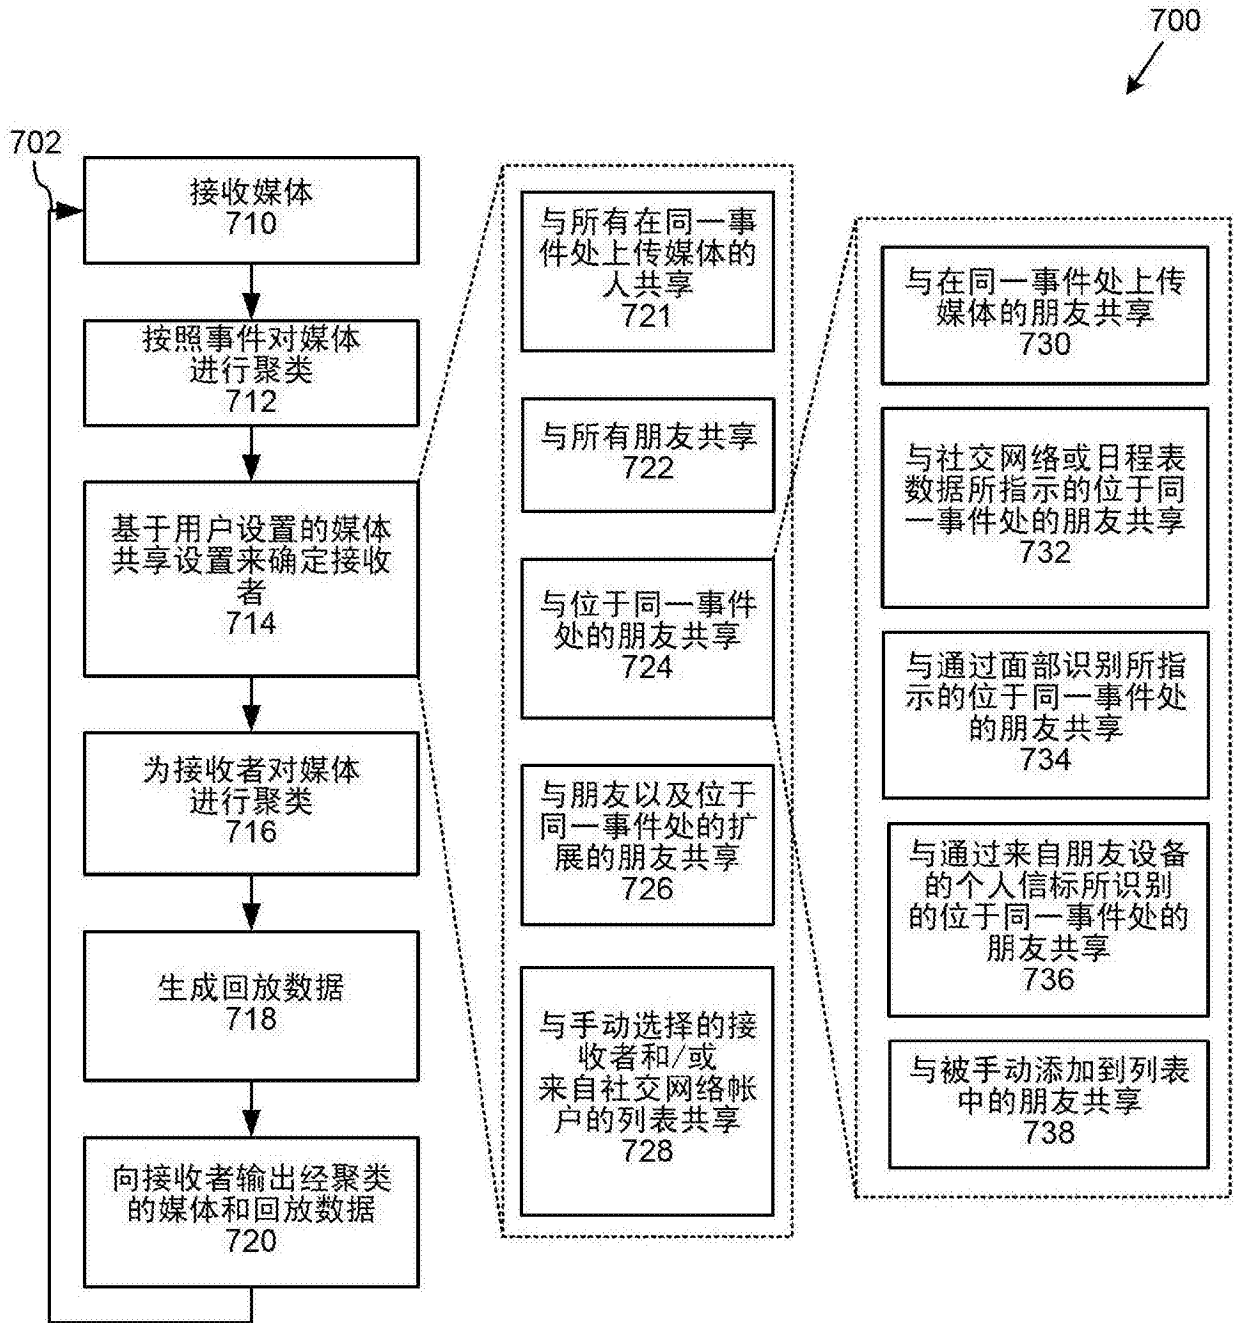 700
702
接收媒体
710
按照事件对媒体
进行聚类
712
基于用户设置的媒体
共享设置来确定接收
者
714
为接收者对媒体
进行聚类
716
生成回放数据
718
向接收者输出经聚类
的媒体和回放数据
720
与所有在同一事
件处上传媒体的
人共享
721
与所有朋友共享
722
与位于同一事件
处的朋友共享
724
与朋友以及位于
同一事件处的扩
展的朋友共享
726
与手动选择的接
收者和/或
来自社交网络帐
户的列表共享
728
与在同一事件处上传
媒体的朋友共享
730
与社交网络或日程表
数据所指示的位于同
一事件处的朋友共享
732
与通过面部识别所指
示的位于同一事件处
的朋友共享
734
与通过来自朋友设备
的个人信标所识别
的位于同一事件处的
朋友共享
736
与被手动添加到列表
中的朋友共享
738